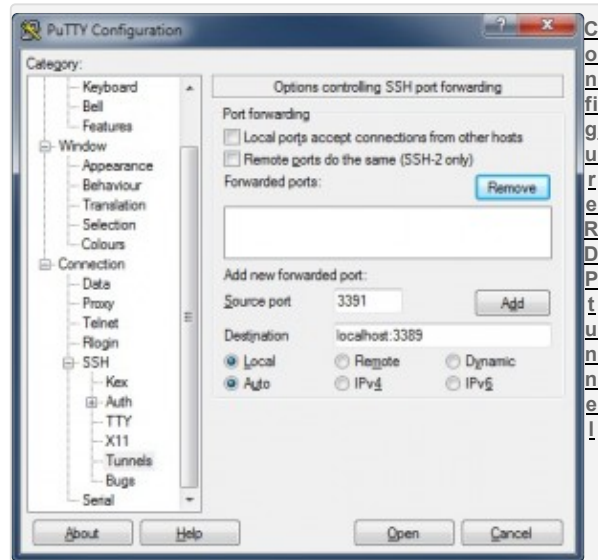 PuTTY Configuration
Category:
Keyboard
Bell
Features
Window
Appearance
Behaviour
Translation
Selection
Colours
Connection
Data
Proxy
Telnet
Rlogin
SSH
Kex
Auth
TTY
X11
Tunnels
Bugs
Serial
Options controlling SSH port forwarding
Port forwarding
Local ports accept connections from other hosts
Remote ports do the same (SSH-2 only)
Forwarded ports:
Remove
Add new forwarded port:
Source port 3391 Add
Destination localhost:3389
Local Remote Dynamic
Auto IPv4 IPv6
About Help Open Cancel
Configure RDP tunnel